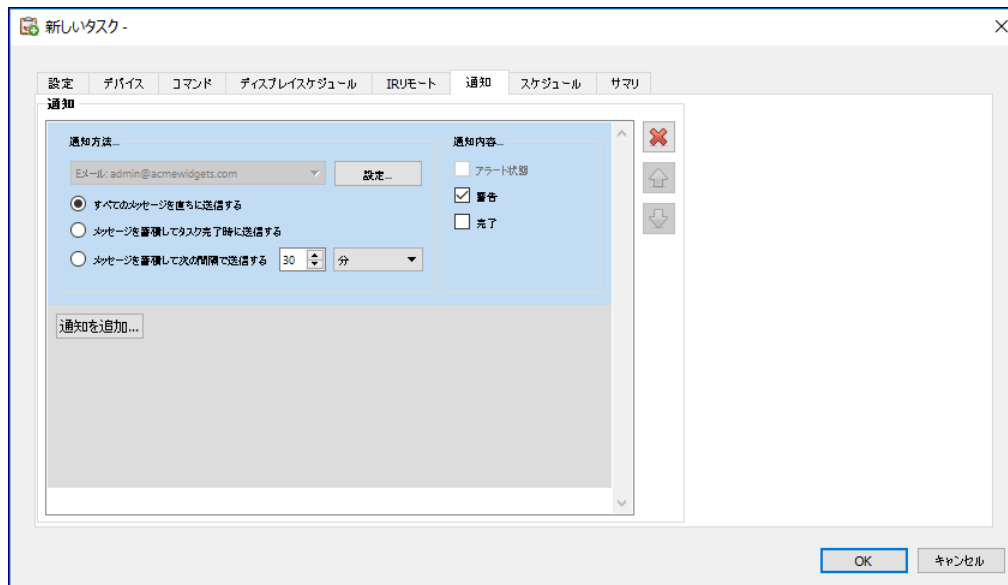 新しいタスク -
設定 デバイス コマンド ディスプレイスケジュール IRリモート 通知 スケジュール サマリ
通知
通知方法... 通知内容...
Eメール: admin@acmewidgets.com 設定... アラート状態
すべてのメッセージを直ちに送信する 警告
メッセージを蓄積してタスク完了時に送信する 完了
メッセージを蓄積して次の間隔で送信する 30 分
通知を追加...
OK キャンセル